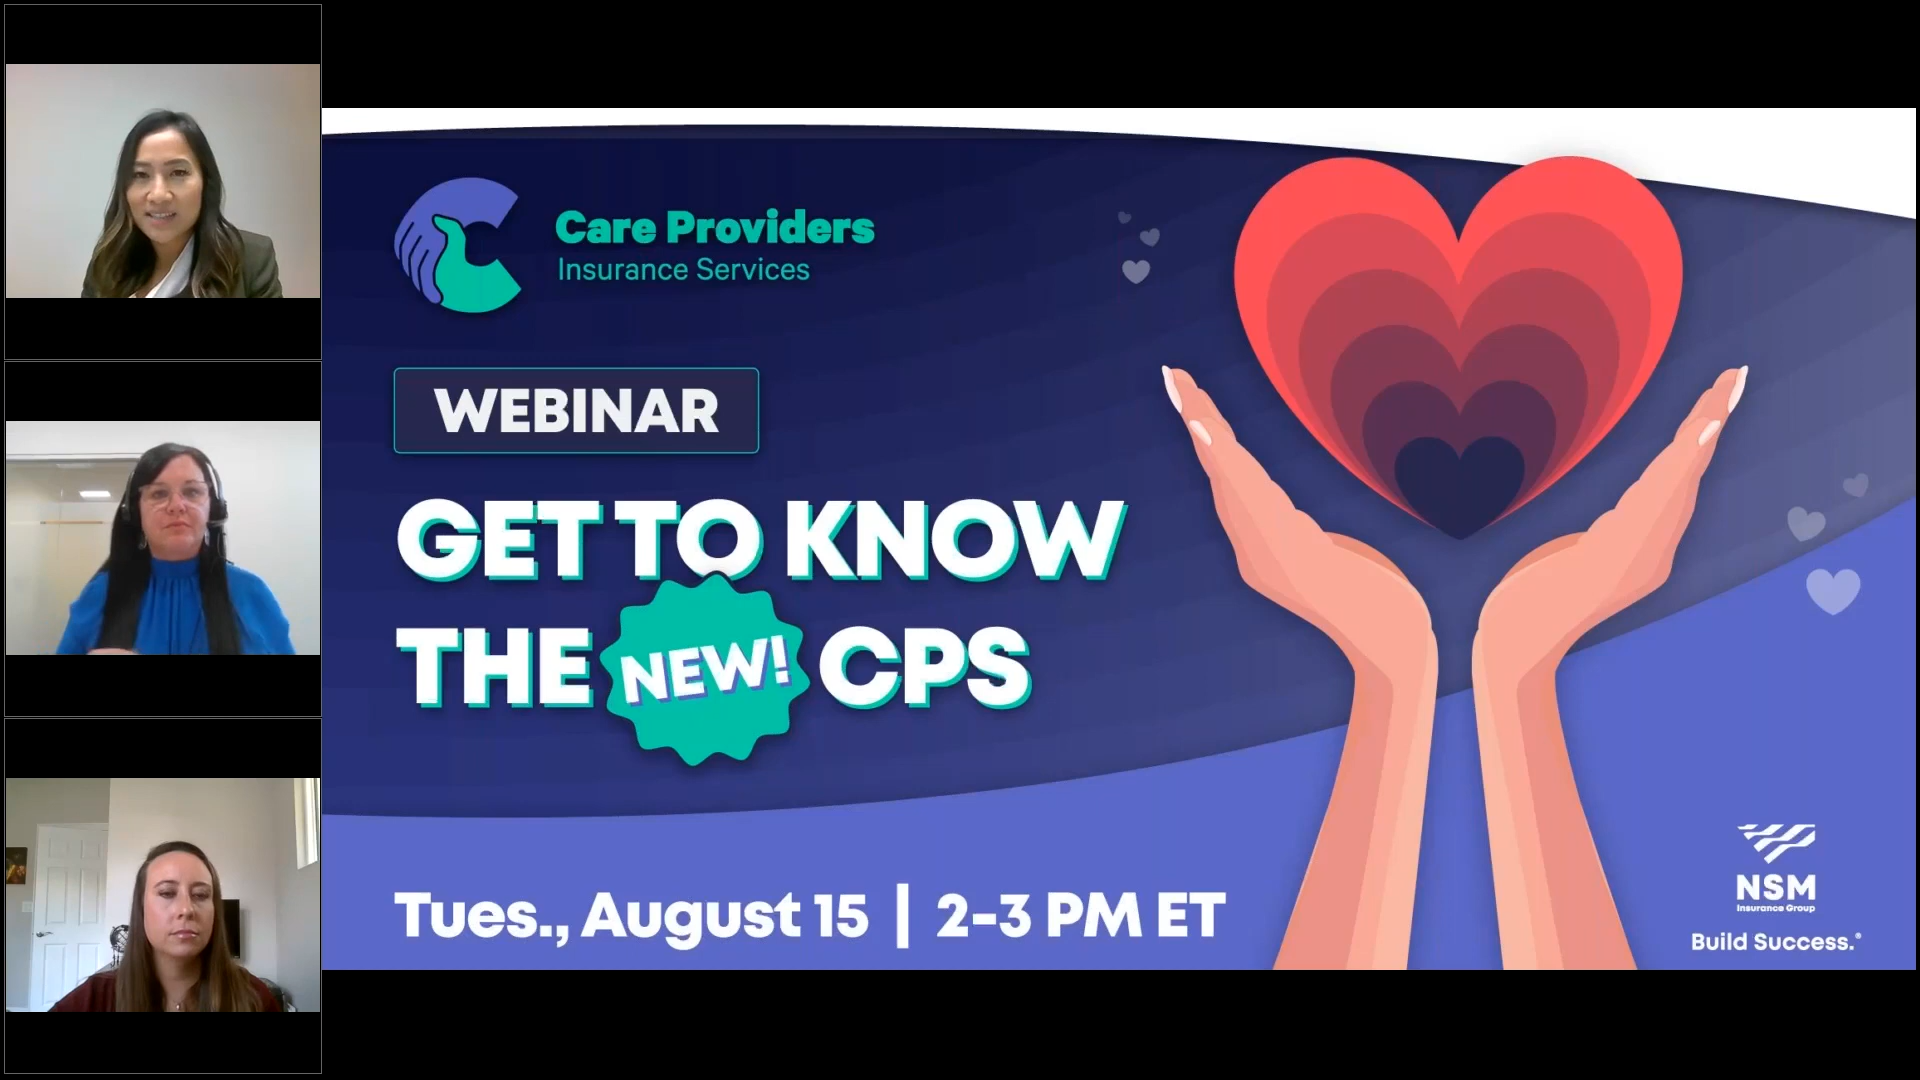 Care Providers
Insurance Services
WEBINAR
GET TO KNOW
THE NEW! CPS
Tues., August 15 | 2-3 PM ET
NSM
Insurance Group
Build Success.®